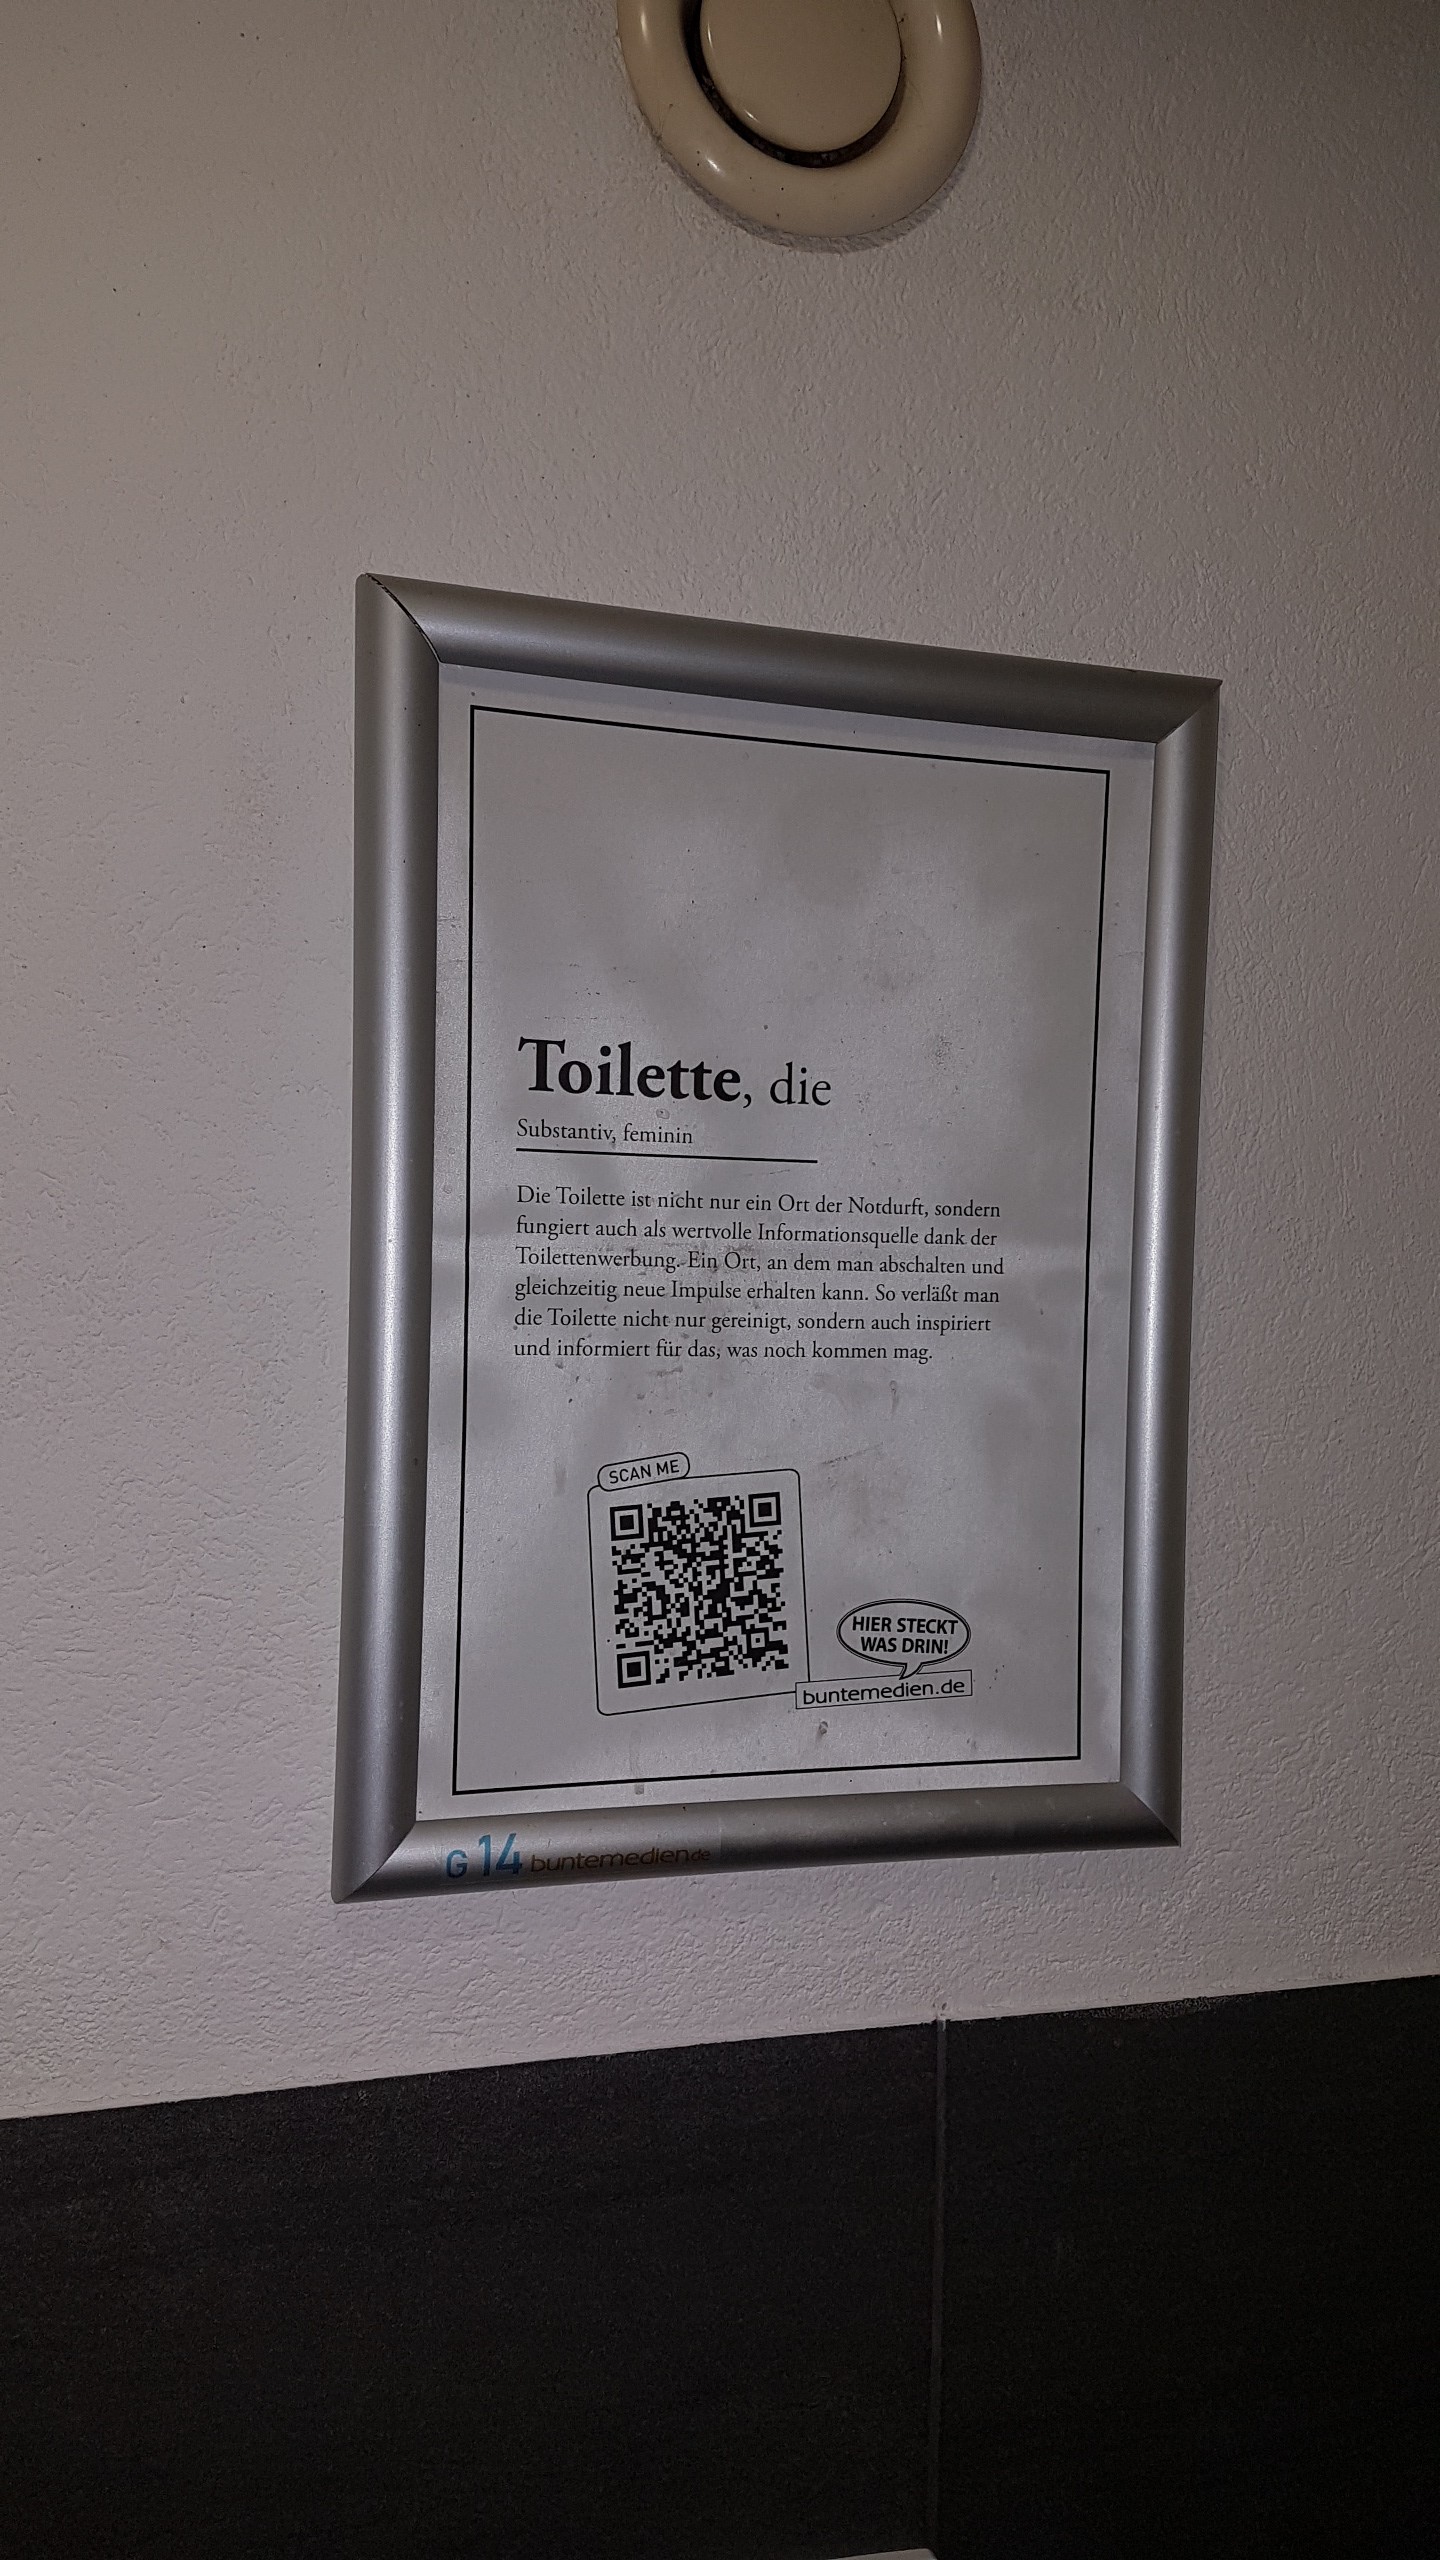 Toilette, die
Substantiv, feminin
Die Toilette ist nicht nur ein Ort der Notdurft, sondern
fungiert auch als wertvolle Informationsquelle dank der
Toilettenwerbung. Ein Ort, an dem man abschalten und
gleichzeitig neue Impulse erhalten kann. So verläßt man
die Toilette nicht nur gereinigt, sondern auch inspiriert
und informiert für das, was noch kommen mag.
SCAN ME
HIER STECKT
WAS DRIN!
buntemedien.de
G 14 buntemedien.de